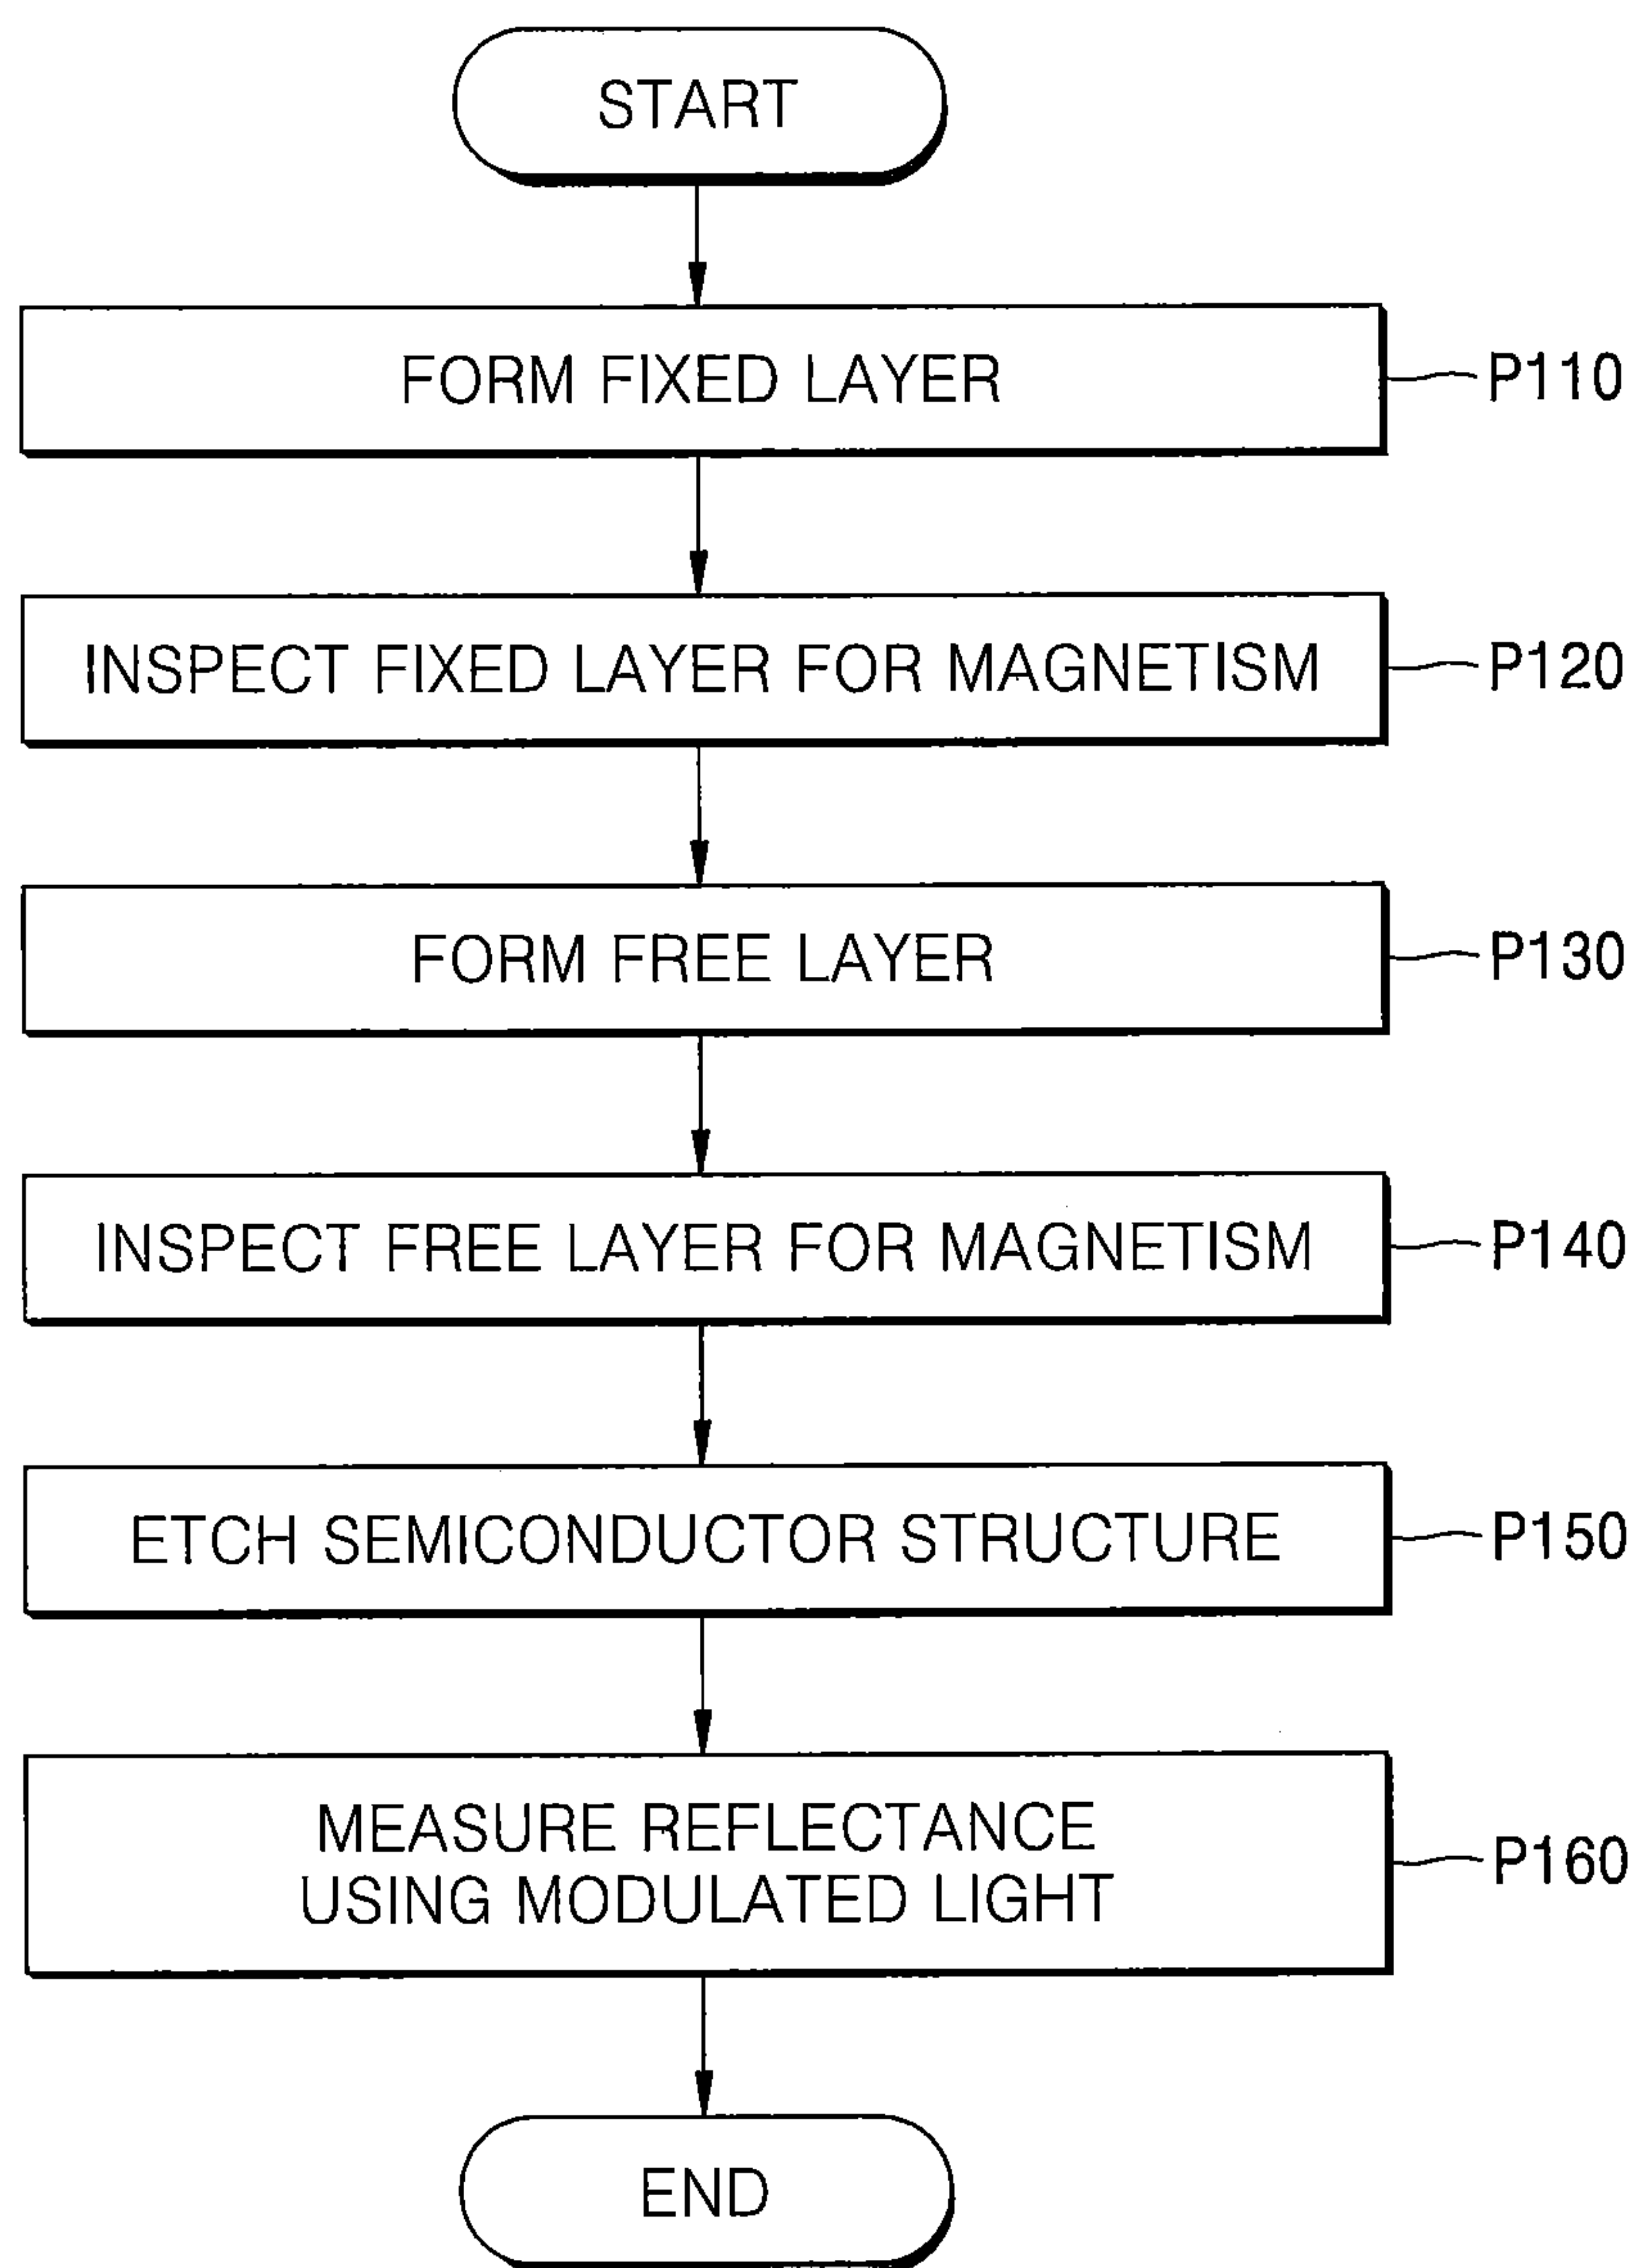 START
FORM FIXED LAYER
P110
INSPECT FIXED LAYER FOR MAGNETISM
P120
FORM FREE LAYER
P130
INSPECT FREE LAYER FOR MAGNETISM
P140
ETCH SEMICONDUCTOR STRUCTURE
P150
MEASURE REFLECTANCE
USING MODULATED LIGHT
P160
END